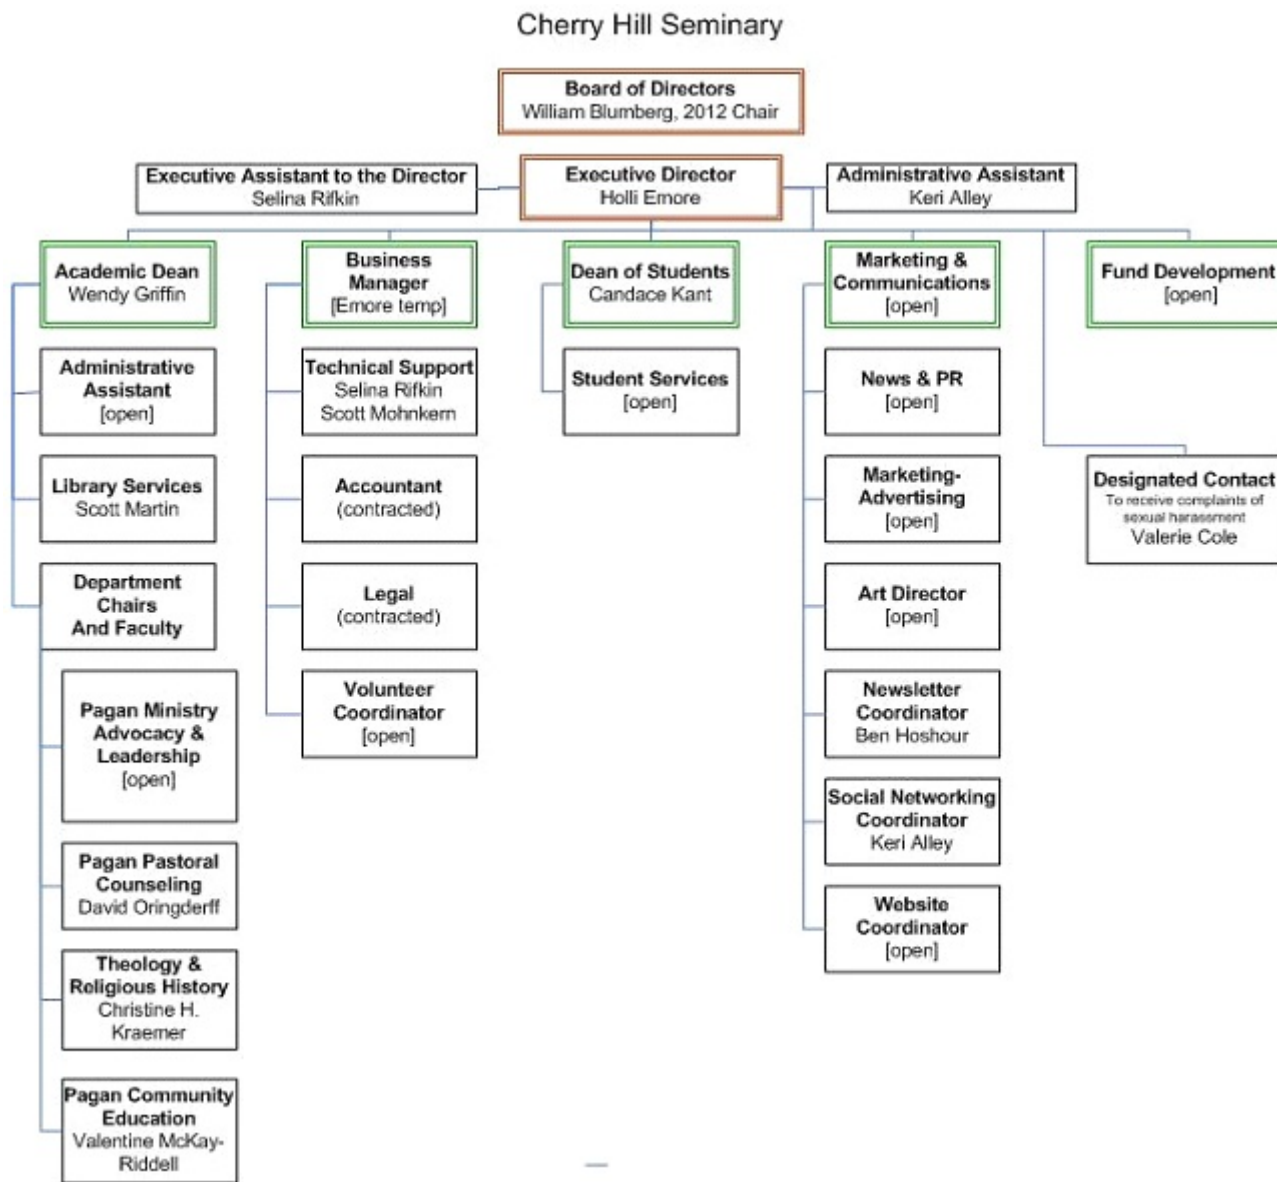 Cherry Hill Seminary
Board of Directors
William Blumberg, 2012 Chair
Executive Assistant to the Director
Selina Rifkin
Executive Director
Holli Emore
Administrative Assistant
Keri Alley
Academic Dean
Wendy Griffin
Business
Manager
[Emore temp]
Dean of Students
Candace Kant
Marketing &
Communications
[open]
Fund Development
[open]
Administrative
Assistant
[open]
Library Services
Scott Martin
Department
Chairs
And Faculty
Pagan Ministry
Advocacy &
Leadership
[open]
Pagan Pastoral
Counseling
David Oringderff
Theology &
Religious History
Christine H.
Kraemer
Pagan Community
Education
Valentine McKay-
Riddell
Technical Support
Selina Rifkin
Scott Mohnkern
Accountant
(contracted)
Legal
(contracted)
Volunteer
Coordinator
[open]
Student Services
[open]
News & PR
[open]
Marketing-
Advertising
[open]
Art Director
[open]
Newsletter
Coordinator
Ben Hoshour
Social Networking
Coordinator
Keri Alley
Website
Coordinator
[open]
Designated Contact
To receive complaints of
sexual harassment
Valerie Cole